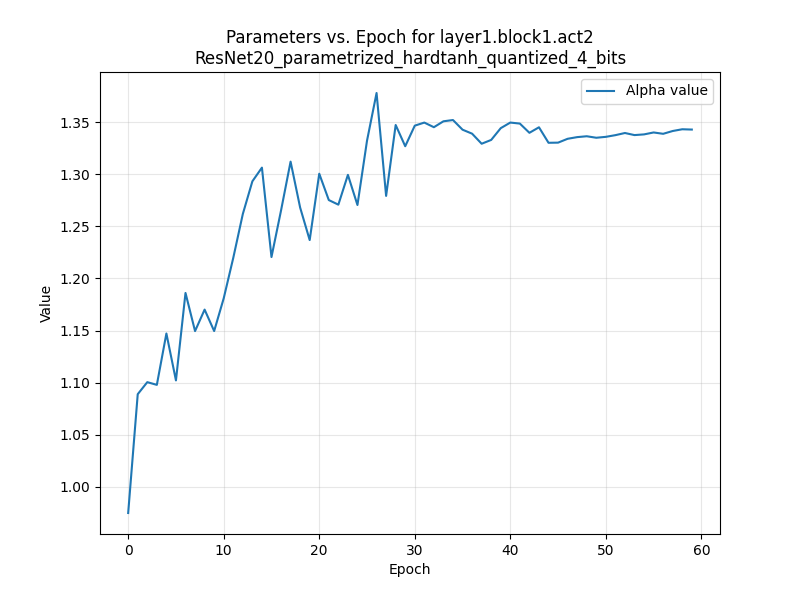 Parameters vs. Epoch for layer1.block1.act2
ResNet20_parametrized_hardtanh_quantized_4_bits
Alpha value
1.35
1.30
1.25
1.20
1.15
1.10
1.05
1.00
Value
0 10 20 30 40 50 60
Epoch